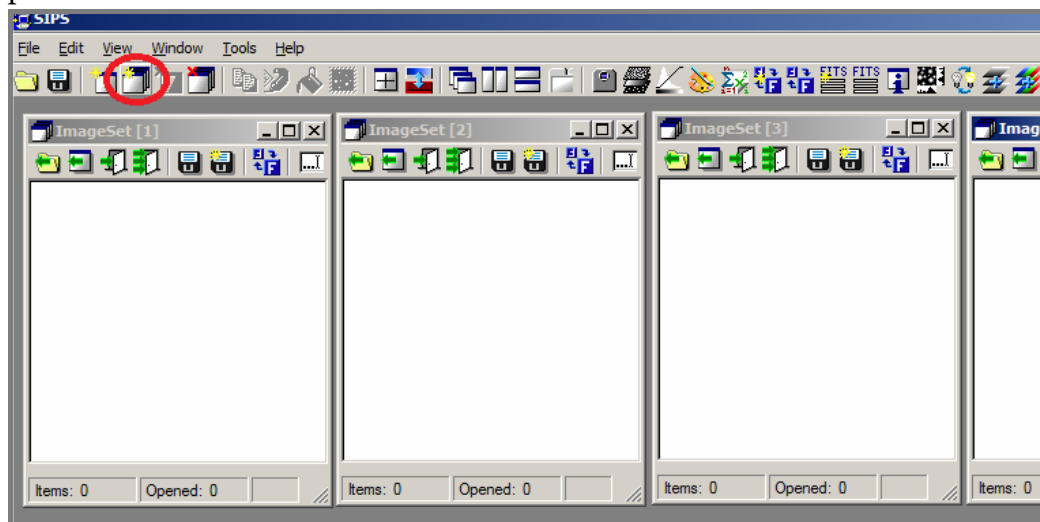 SIPS
File Edit View Window Tools Help
FITS FITS
ImageSet [1] ImageSet [2] ImageSet [3] Imag
Items: 0 Opened: 0 Items: 0 Opened: 0 Items: 0 Opened: 0 Items: 0